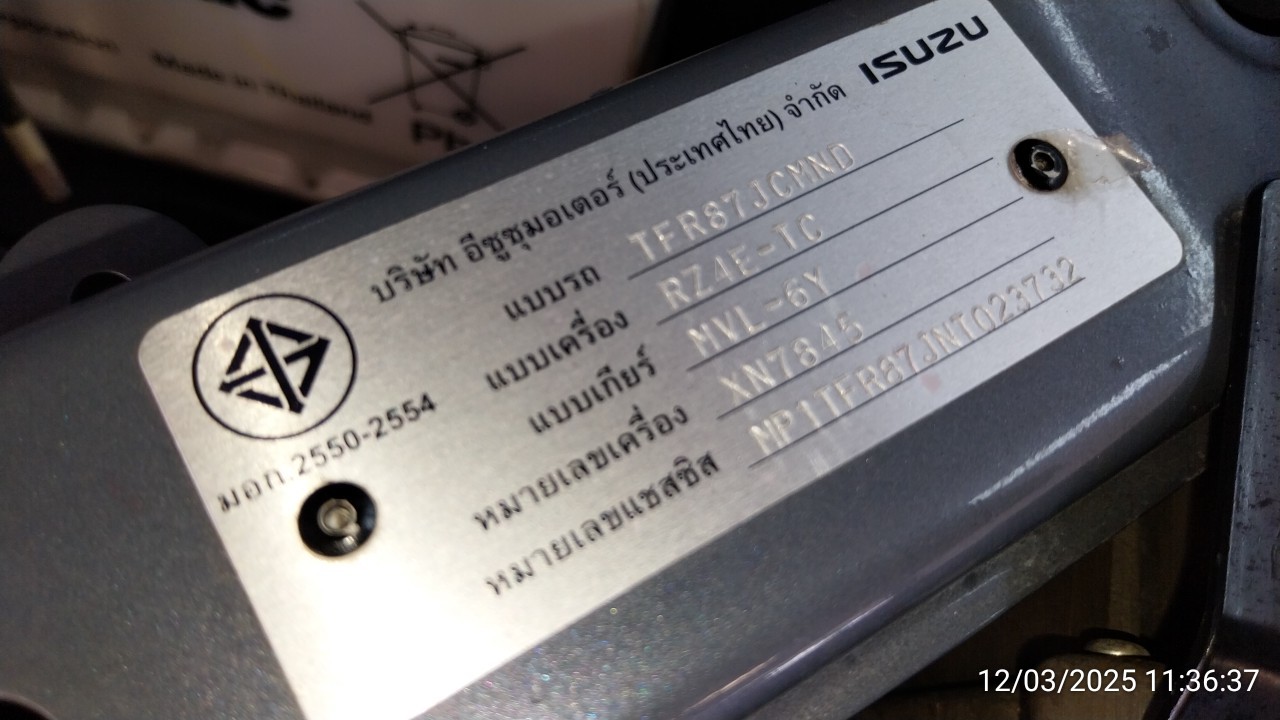 Made in Thailand
Pb
ISUZU
บริษัท อีซูซุมอเตอร์ (ประเทศไทย) จำกัด
แบบรถ TFR87JCMND
แบบเครื่อง RZ4E-TC
แบบเกียร์ MVL-6Y
หมายเลขเครื่อง XN7845
หมายเลขแชสซิส MP1TFR87JNT023732
มอก.2550-2554
12/03/2025 11:36:37